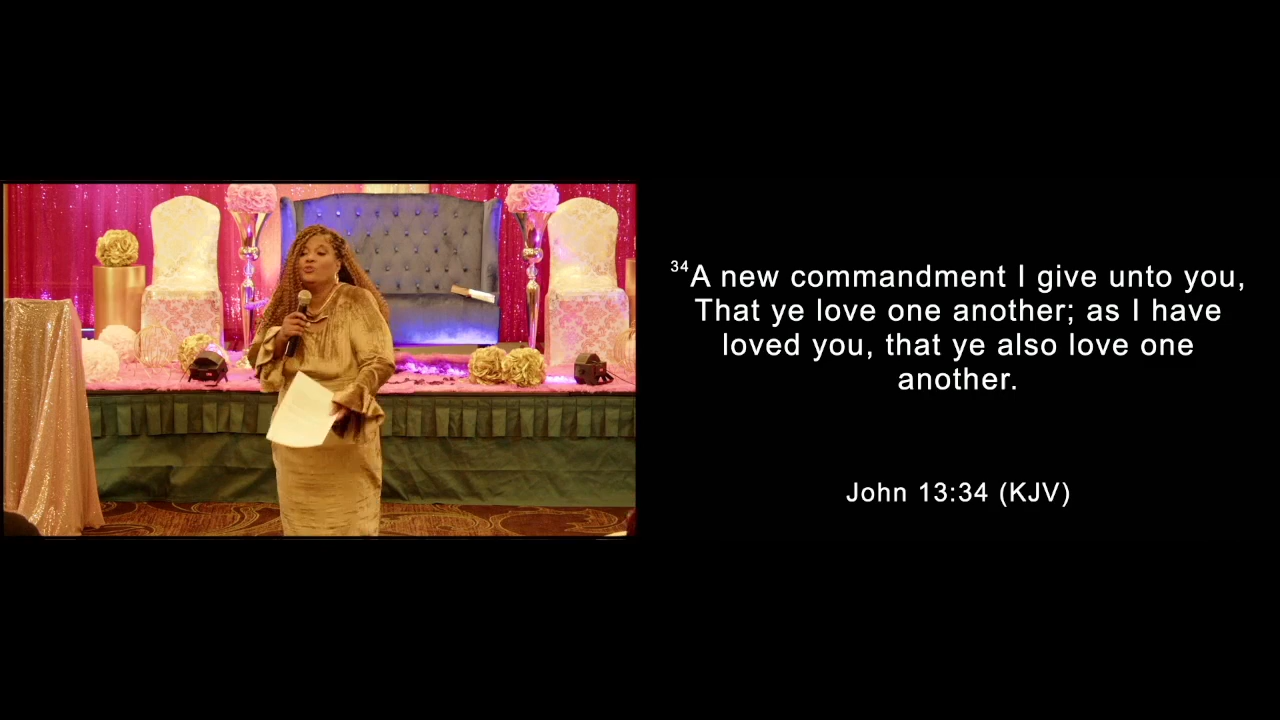 34A new commandment I give unto you,
That ye love one another; as I have
loved you, that ye also love one
another.
John 13:34 (KJV)